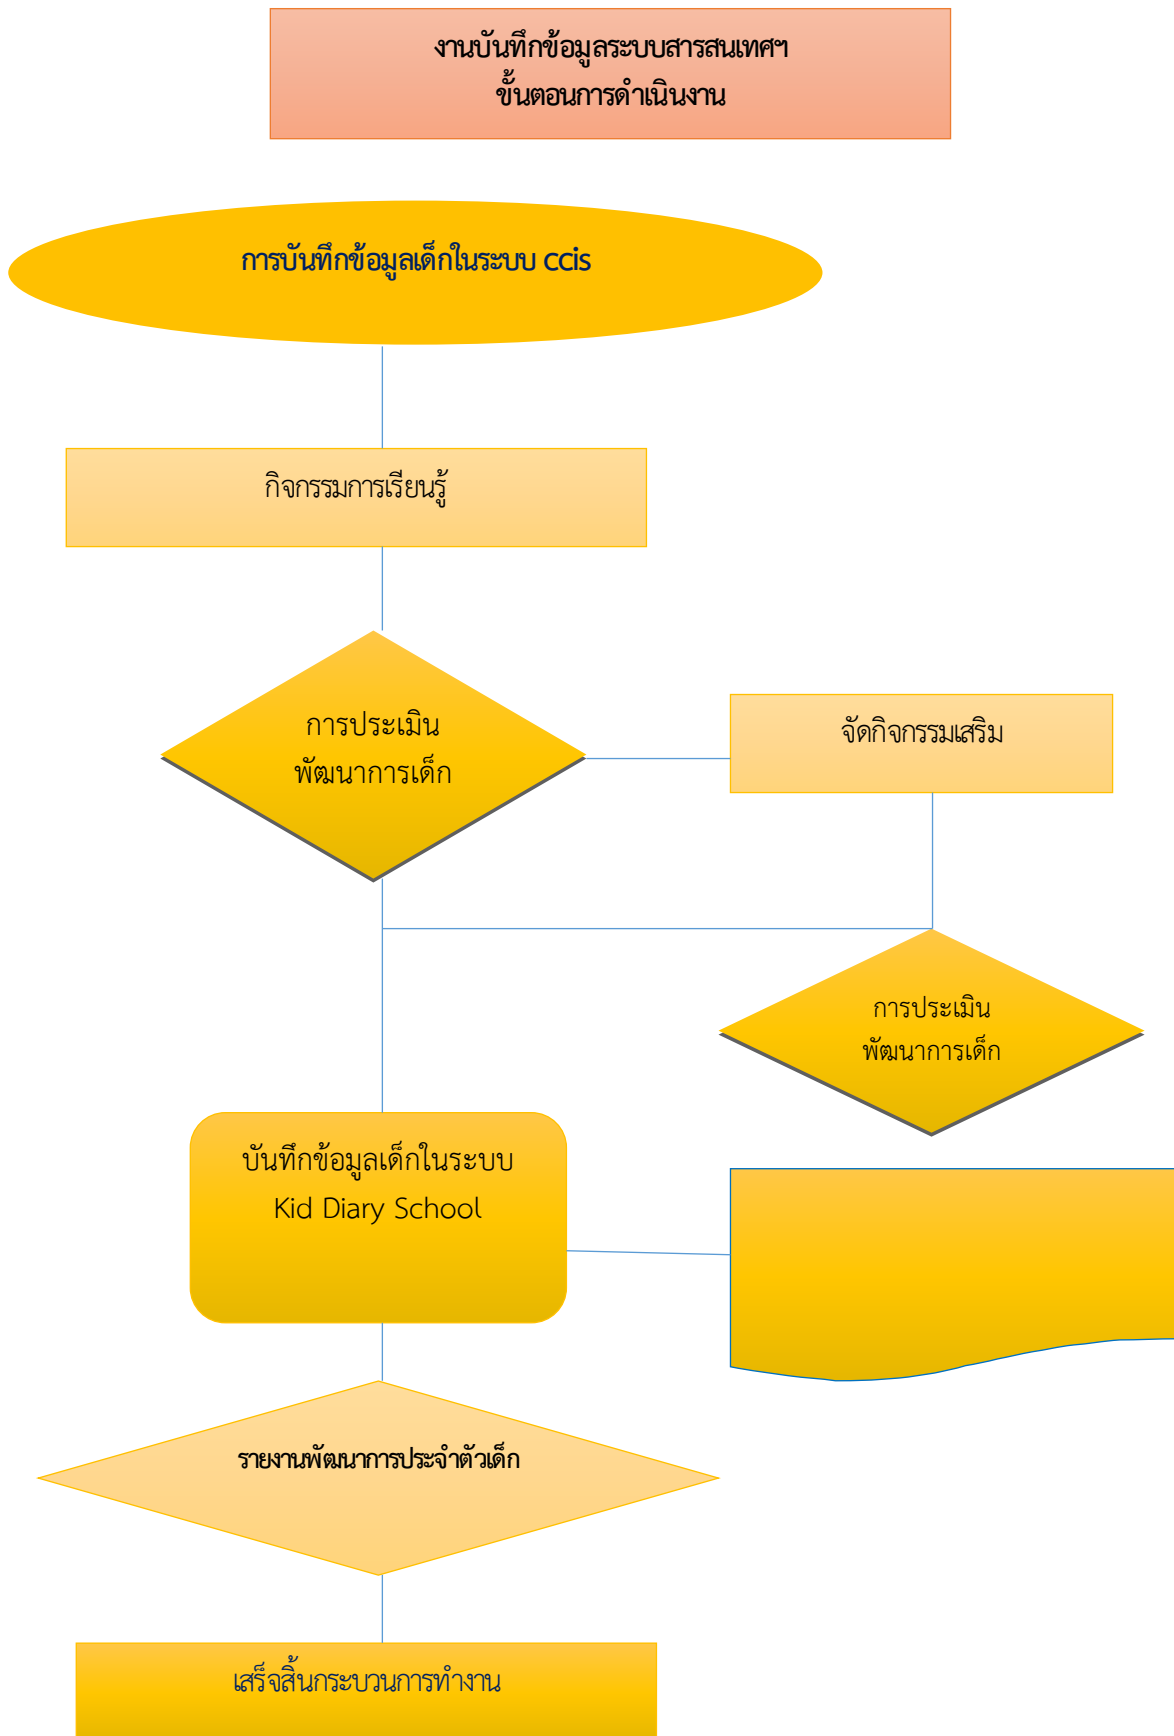 งานบันทึกข้อมูลระบบสารสนเทศฯ
ขั้นตอนการดำเนินงาน
การบันทึกข้อมูลเด็กในระบบ ccis
กิจกรรมการเรียนรู้
การประเมิน
พัฒนาการเด็ก
จัดกิจกรรมเสริม
การประเมิน
พัฒนาการเด็ก
บันทึกข้อมูลเด็กในระบบ
Kid Diary School
รายงานพัฒนาการประจำตัวเด็ก
เสร็จสิ้นกระบวนการทำงาน